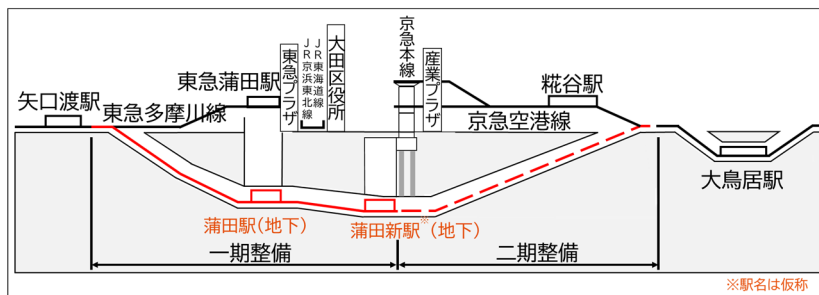 矢口渡駅
東急多摩川線
東急蒲田駅
東急プラザ
JR京浜東北線
JR東海道線
大田区役所
京急本線
産業プラザ
京急空港線
糀谷駅
大鳥居駅
蒲田駅(地下)
蒲田新駅※(地下)
一期整備
二期整備
※駅名は仮称